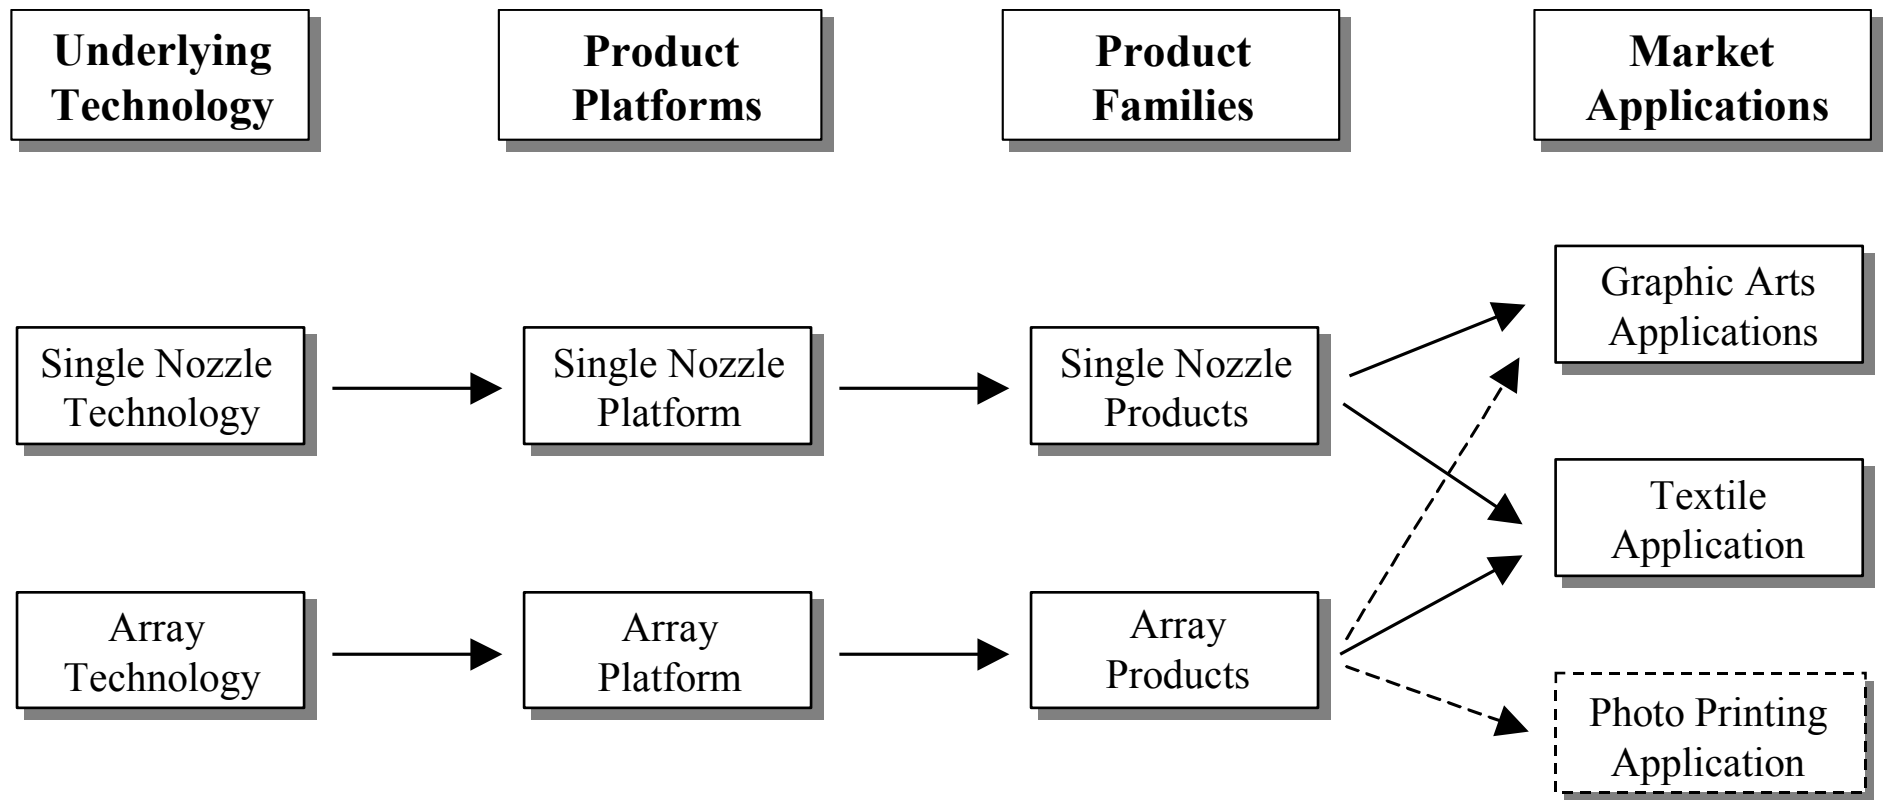 Underlying
Technology
Product
Platforms
Product
Families
Market
Applications
Single Nozzle
Technology
Single Nozzle
Platform
Single Nozzle
Products
Graphic Arts
Applications
Textile
Application
Array
Technology
Array
Platform
Array
Products
Photo Printing
Application